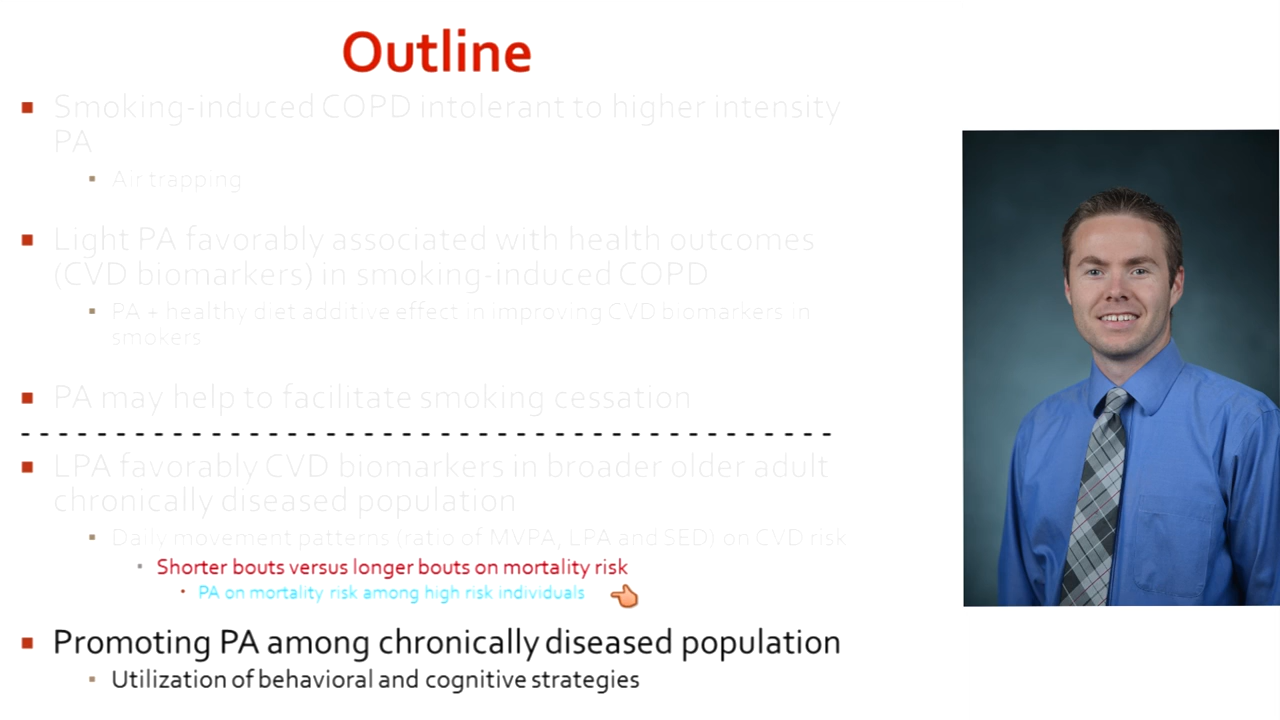 Outline
Smoking-induced COPD intolerant to higher intensity
PA
Air trapping
Light PA favorably associated with health outcomes
(CVD biomarkers) in smoking-induced COPD
PA + healthy diet additive effect in improving CVD biomarkers in
smokers
PA may help to facilitate smoking cessation
LPA favorably CVD biomarkers in broader older adult
chronically diseased population
Daily movement patterns (ratio of MVPA, LPA and SED) on CVD risk
Shorter bouts versus longer bouts on mortality risk
PA on mortality risk among high risk individuals
Promoting PA among chronically diseased population
Utilization of behavioral and cognitive strategies